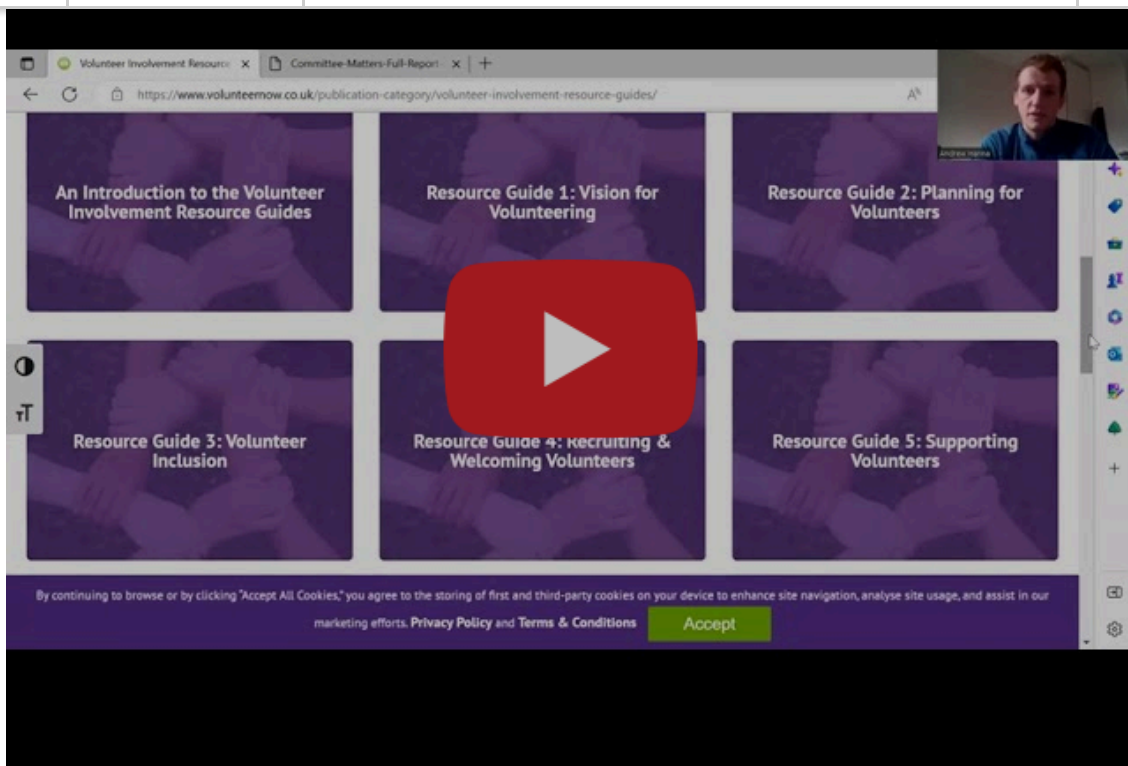 Volunteer Involvement Resource
Committee-Matters-Full-Report
https://www.volunteernow.co.uk/publication-category/volunteer-involvement-resource-guides/
Andrew Hanna
An Introduction to the Volunteer
Involvement Resource Guides
Resource Guide 1: Vision for
Volunteering
Resource Guide 2: Planning for
Volunteers
Resource Guide 3: Volunteer
Inclusion
Resource Guide 4: Recruiting &
Welcoming Volunteers
Resource Guide 5: Supporting
Volunteers
By continuing to browse or by clicking "Accept All Cookies," you agree to the storing of first and third-party cookies on your device to enhance site navigation, analyse site usage, and assist in our
marketing efforts. Privacy Policy and Terms & Conditions
Accept